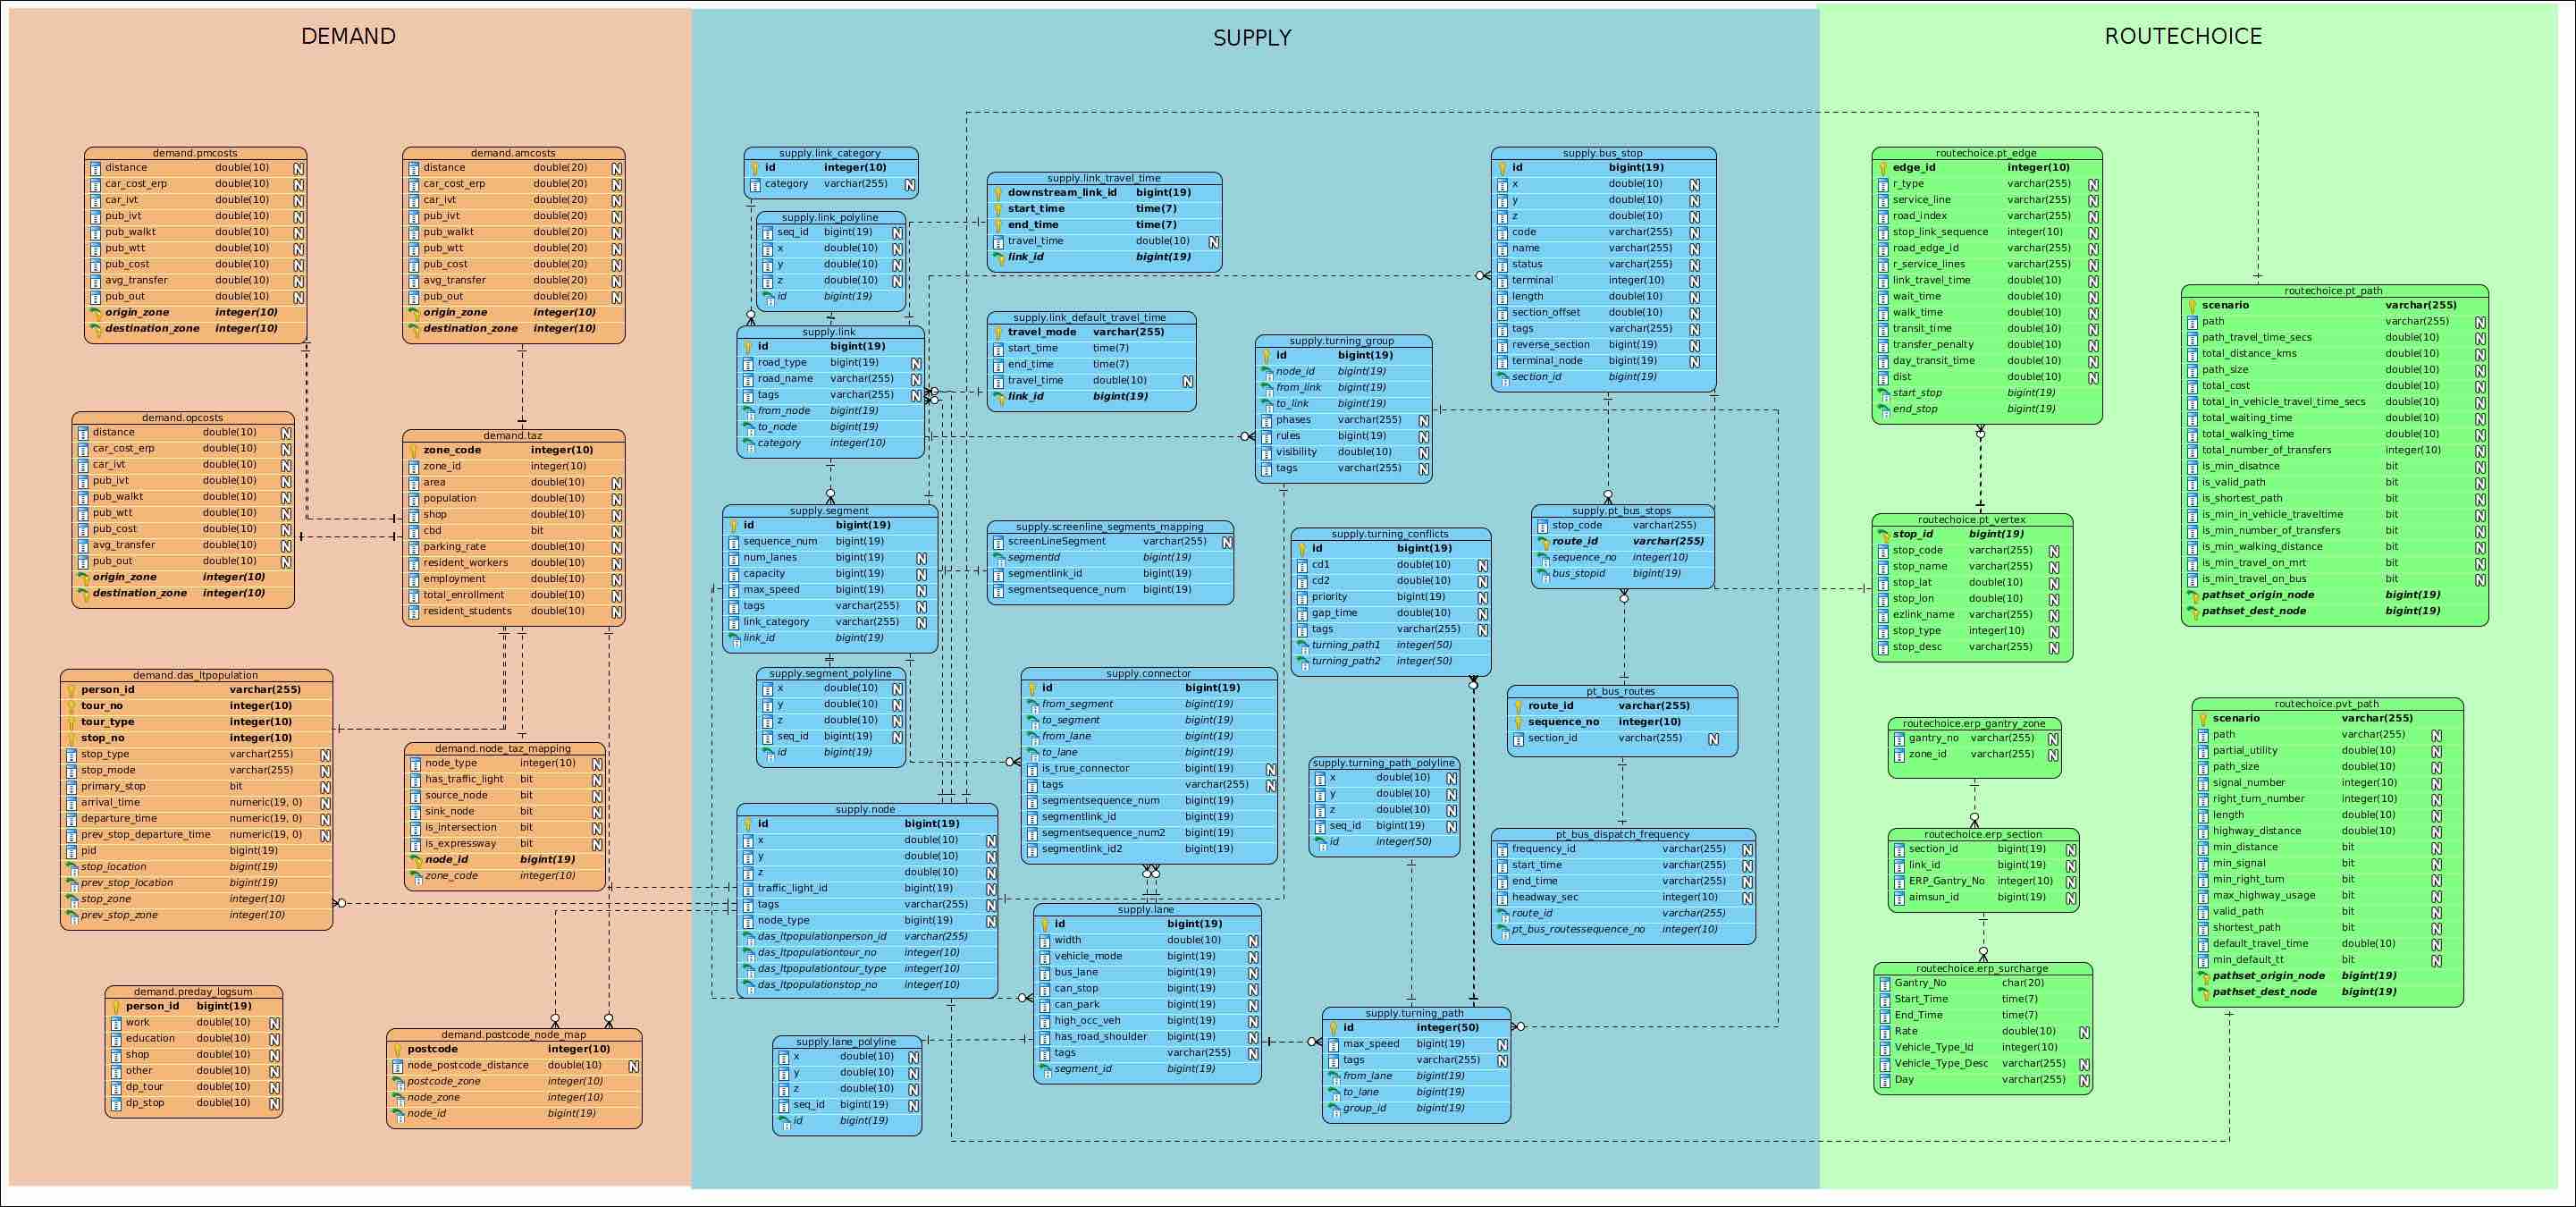 DEMAND
SUPPLY
ROUTECHOICE
demand.pmcosts
distance double(10) N
car_cost_erp double(10) N
car_ivt double(10) N
pub_ivt double(10) N
pub_walkt double(10) N
pub_wtt double(10) N
pub_cost double(10) N
avg_transfer double(10) N
pub_out double(10) N
origin_zone integer(10)
destination_zone integer(10)
demand.amcosts
distance double(20) N
car_cost_erp double(20) N
car_ivt double(20) N
pub_ivt double(20) N
pub_walkt double(20) N
pub_wtt double(20) N
pub_cost double(20) N
avg_transfer double(20) N
pub_out double(20) N
origin_zone integer(10)
destination_zone integer(10)
demand.opcosts
distance double(10) N
car_cost_erp double(10) N
car_ivt double(10) N
pub_ivt double(10) N
pub_walkt double(10) N
pub_wtt double(10) N
pub_cost double(10) N
avg_transfer double(10) N
pub_out double(10) N
origin_zone integer(10)
destination_zone integer(10)
demand.taz
zone_code integer(10)
zone_id integer(10)
area double(10) N
population double(10) N
shop double(10) N
cbd bit N
parking_rate double(10) N
resident_workers double(10) N
employment double(10) N
total_enrollment double(10) N
resident_students double(10) N
demand.das_ltpopulation
person_id varchar(255)
tour_no integer(10)
tour_type integer(10)
stop_no integer(10)
stop_type varchar(255) N
stop_mode varchar(255) N
primary_stop bit N
arrival_time numeric(19, 0) N
departure_time numeric(19, 0) N
prev_stop_departure_time numeric(19, 0) N
pid bigint(19)
stop_location bigint(19)
prev_stop_location bigint(19)
stop_zone integer(10)
prev_stop_zone integer(10)
demand.node_taz_mapping
node_type integer(10) N
has_traffic_light bit N
source_node bit N
sink_node bit N
is_intersection bit N
is_expressway bit N
node_id bigint(19)
zone_code integer(10)
demand.preday_logsum
person_id bigint(19)
work double(10) N
education double(10) N
shop double(10) N
other double(10) N
dp_tour double(10) N
dp_stop double(10) N
demand.postcode_node_map
postcode integer(10)
node_postcode_distance double(10) N
postcode_zone integer(10)
node_zone integer(10)
node_id bigint(19)
supply.link_category
id integer(10)
category varchar(255) N
supply.link_polyline
seq_id bigint(19) N
x double(10) N
y double(10) N
z double(10) N
id bigint(19)
supply.link
id bigint(19)
road_type bigint(19) N
road_name varchar(255) N
tags varchar(255) N
from_node bigint(19)
to_node bigint(19)
category integer(10)
supply.segment
id bigint(19)
sequence_num bigint(19)
num_lanes bigint(19) N
capacity bigint(19) N
max_speed bigint(19) N
tags varchar(255) N
link_category varchar(255) N
link_id bigint(19)
supply.segment_polyline
x double(10) N
y double(10) N
z double(10) N
seq_id bigint(19) N
id bigint(19)
supply.node
id bigint(19)
x double(10) N
y double(10) N
z double(10) N
traffic_light_id bigint(19) N
tags varchar(255) N
node_type bigint(19) N
das_ltpopulationperson_id varchar(255)
das_ltpopulationtour_no integer(10)
das_ltpopulationtour_type integer(10)
das_ltpopulationstop_no integer(10)
supply.lane_polyline
x double(10) N
y double(10) N
z double(10) N
seq_id bigint(19) N
id bigint(19)
supply.link_travel_time
downstream_link_id bigint(19)
start_time time(7)
end_time time(7)
travel_time double(10) N
link_id bigint(19)
supply.link_default_travel_time
travel_mode varchar(255)
start_time time(7)
end_time time(7)
travel_time double(10) N
link_id bigint(19)
supply.screenline_segments_mapping
screenLineSegment varchar(255) N
segmentId bigint(19)
segmentlink_id bigint(19)
segmentsequence_num bigint(19)
supply.connector
id bigint(19)
from_segment bigint(19)
to_segment bigint(19)
from_lane bigint(19)
to_lane bigint(19)
is_true_connector bigint(19) N
tags varchar(255) N
segmentsequence_num bigint(19)
segmentlink_id bigint(19)
segmentsequence_num2 bigint(19)
segmentlink_id2 bigint(19)
supply.lane
id bigint(19)
width double(10) N
vehicle_mode bigint(19) N
bus_lane bigint(19) N
can_stop bigint(19) N
can_park bigint(19) N
high_occ_veh bigint(19) N
has_road_shoulder bigint(19) N
tags varchar(255) N
segment_id bigint(19)
supply.turning_group
id bigint(19)
node_id bigint(19)
from_link bigint(19)
to_link bigint(19)
phases varchar(255) N
rules bigint(19) N
visibility double(10) N
tags varchar(255) N
supply.turning_conflicts
id bigint(19)
cd1 double(10) N
cd2 double(10) N
priority bigint(19) N
gap_time double(10) N
tags varchar(255) N
turning_path1 integer(50)
turning_path2 integer(50)
supply.turning_path_polyline
x double(10) N
y double(10) N
z double(10) N
seq_id bigint(19) N
id integer(50)
supply.turning_path
id integer(50)
max_speed bigint(19) N
tags varchar(255) N
from_lane bigint(19)
to_lane bigint(19)
group_id bigint(19)
supply.bus_stop
id bigint(19)
x double(10) N
y double(10) N
z double(10) N
code varchar(255) N
name varchar(255) N
status varchar(255) N
terminal integer(10) N
length double(10) N
section_offset double(10) N
tags varchar(255) N
reverse_section bigint(19) N
terminal_node bigint(19) N
section_id bigint(19)
supply.pt_bus_stops
stop_code varchar(255)
route_id varchar(255)
sequence_no integer(10)
bus_stopid bigint(19)
pt_bus_routes
route_id varchar(255)
sequence_no integer(10)
section_id varchar(255) N
pt_bus_dispatch_frequency
frequency_id varchar(255) N
start_time varchar(255) N
end_time varchar(255) N
headway_sec integer(10) N
route_id varchar(255)
pt_bus_routessequence_no integer(10)
routechoice.pt_edge
edge_id integer(10)
r_type varchar(255) N
service_line varchar(255) N
road_index varchar(255) N
stop_link_sequence integer(10) N
road_edge_id varchar(255) N
r_service_lines varchar(255) N
link_travel_time double(10) N
wait_time double(10) N
walk_time double(10) N
transit_time double(10) N
transfer_penalty double(10) N
day_transit_time double(10) N
dist double(10) N
start_stop bigint(19)
end_stop bigint(19)
routechoice.pt_vertex
stop_id bigint(19)
stop_code varchar(255) N
stop_name varchar(255) N
stop_lat double(10) N
stop_lon double(10) N
ezlink_name varchar(255) N
stop_type integer(10) N
stop_desc varchar(255) N
routechoice.erp_gantry_zone
gantry_no varchar(255) N
zone_id varchar(255) N
routechoice.erp_section
section_id bigint(19) N
link_id bigint(19) N
ERP_Gantry_No integer(10) N
aimsun_id bigint(19) N
routechoice.erp_surcharge
Gantry_No char(20)
Start_Time time(7)
End_Time time(7)
Rate double(10) N
Vehicle_Type_Id integer(10)
Vehicle_Type_Desc varchar(255) N
Day varchar(255) N
routechoice.pt_path
scenario varchar(255)
path varchar(255) N
path_travel_time_secs double(10) N
total_distance_kms double(10) N
path_size double(10) N
total_cost double(10) N
total_in_vehicle_travel_time_secs double(10) N
total_waiting_time double(10) N
total_walking_time double(10) N
total_number_of_transfers integer(10) N
is_min_disatnce bit N
is_valid_path bit N
is_shortest_path bit N
is_min_in_vehicle_traveltime bit N
is_min_number_of_transfers bit N
is_min_walking_distance bit N
is_min_travel_on_mrt bit N
is_min_travel_on_bus bit N
pathset_origin_node bigint(19)
pathset_dest_node bigint(19)
routechoice.pvt_path
scenario varchar(255)
path varchar(255) N
partial_utility double(10) N
path_size double(10) N
signal_number integer(10) N
right_turn_number integer(10) N
length double(10) N
highway_distance double(10) N
min_distance bit N
min_signal bit N
min_right_turn bit N
max_highway_usage bit N
valid_path bit N
shortest_path bit N
default_travel_time double(10) N
min_default_tt bit N
pathset_origin_node bigint(19)
pathset_dest_node bigint(19)